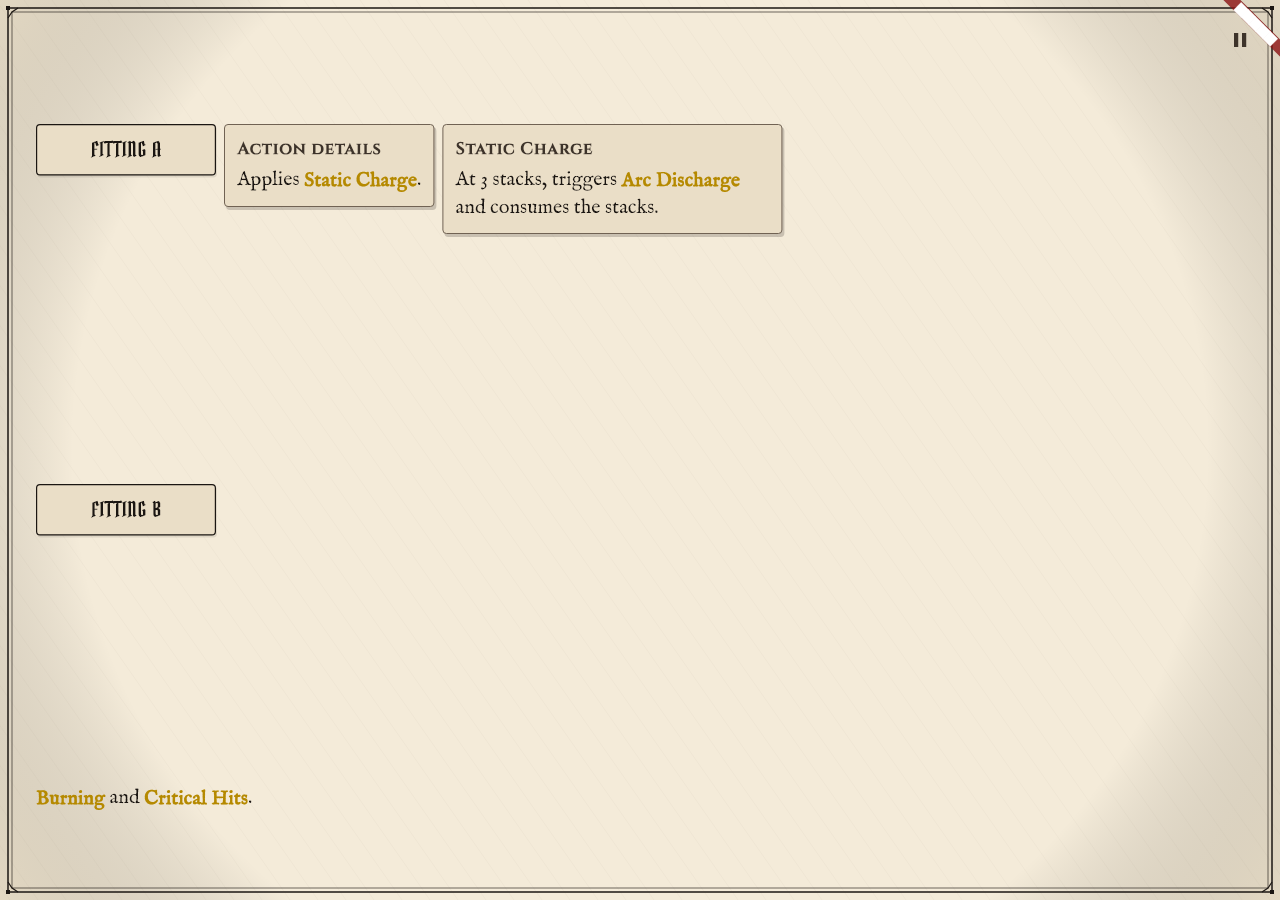 FITTING A
Action details
Applies Static Charge.
Static Charge
At 3 stacks, triggers Arc Discharge
and consumes the stacks.
FITTING B
Burning and Critical Hits.